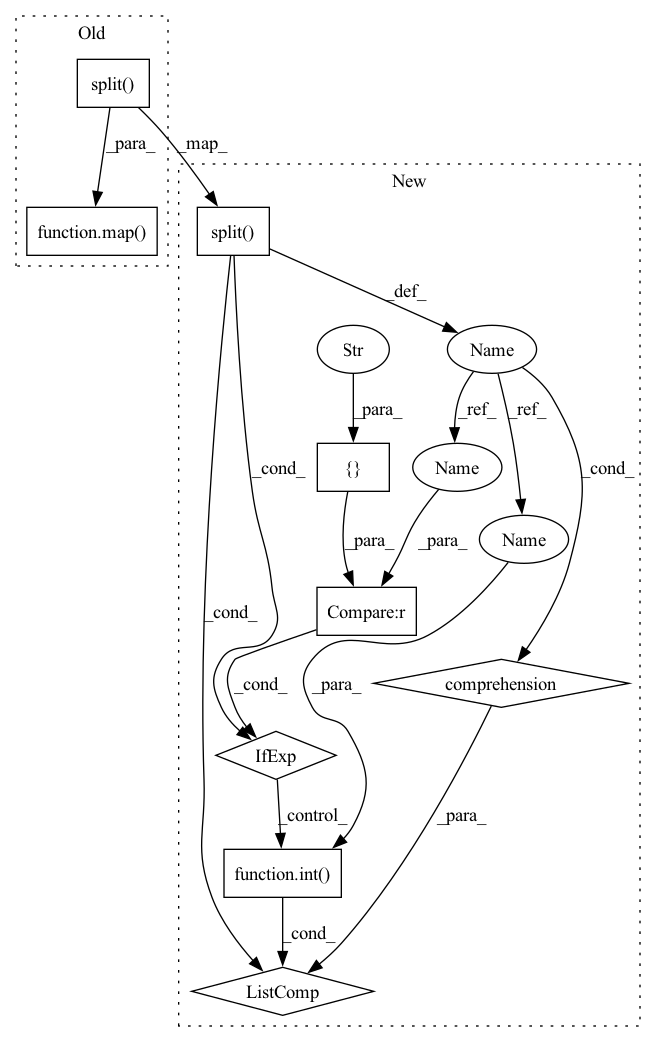 Old
split()
_para_
_map_
New
function.map()
split()
_def_
Str
Name
_para_
_ref_
_ref_
{}
Name
_cond_
_cond_
Name
_para_
_para_
Compare:r
_cond_
_cond_
_para_
comprehension
IfExp
_control_
_para_
function.int()
_cond_
ListComp